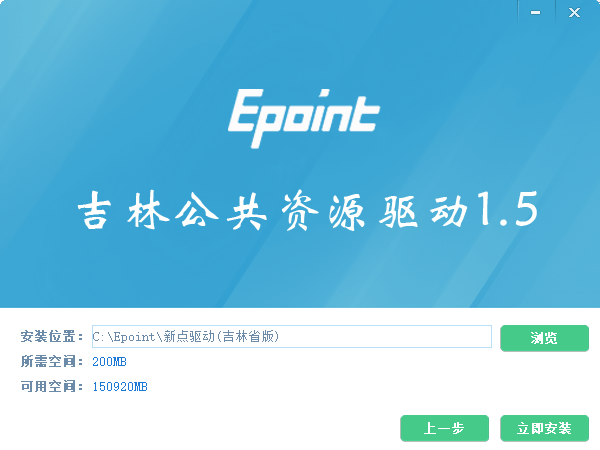 Epoint
吉林公共资源驱动1.5
安装位置： C:\Epoint\新点驱动(吉林省版) 浏览
所需空间： 200MB
可用空间： 150920MB
上一步 立即安装